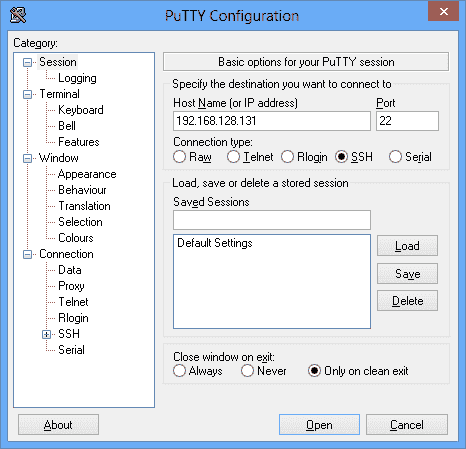 PuTTY Configuration
Category:
Session
Logging
Terminal
Keyboard
Bell
Features
Window
Appearance
Behaviour
Translation
Selection
Colours
Connection
Data
Proxy
Telnet
Rlogin
SSH
Serial
Basic options for your PuTTY session
Specify the destination you want to connect to
Host Name (or IP address) Port
192.168.128.131 22
Connection type:
Raw Telnet Rlogin SSH Serial
Load, save or delete a stored session
Saved Sessions
Default Settings
Load
Save
Delete
Close window on exit:
Always Never Only on clean exit
About Open Cancel